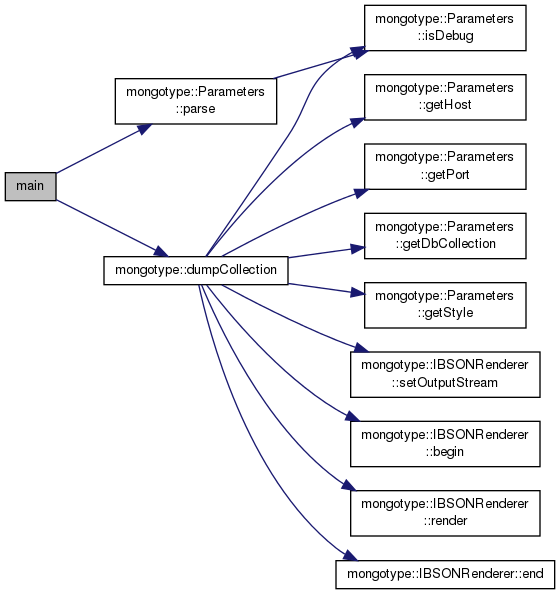 main
mongotype::Parameters
::parse
mongotype::dumpCollection
mongotype::Parameters
::isDebug
mongotype::Parameters
::getHost
mongotype::Parameters
::getPort
mongotype::Parameters
::getDbCollection
mongotype::Parameters
::getStyle
mongotype::IBSONRenderer
::setOutputStream
mongotype::IBSONRenderer
::begin
mongotype::IBSONRenderer
::render
mongotype::IBSONRenderer::end